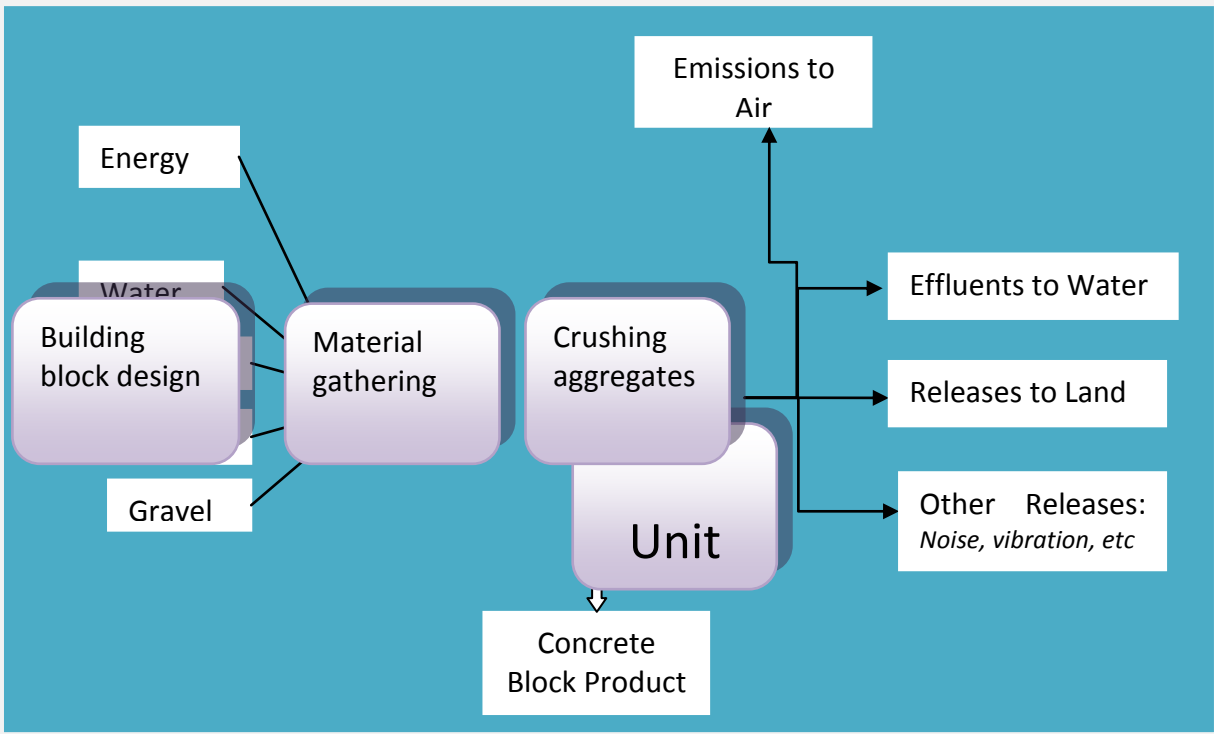 Emissions to
Air
Energy
Water
Effluents to Water
Building
block design
Material
gathering
Crushing
aggregates
Releases to Land
Gravel
Other Releases:
Noise, vibration, etc
Unit
Concrete
Block Product